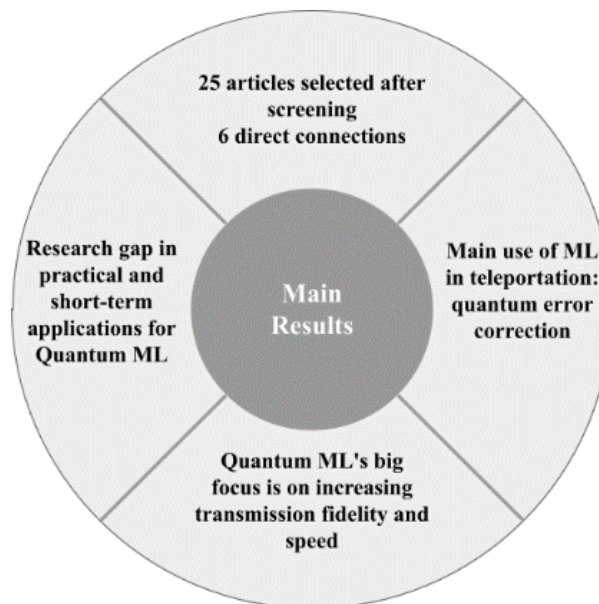 25 articles selected after
screening
6 direct connections
Research gap in
practical and
short-term
applications for
Quantum ML
Main
Results
Main use of ML
in teleportation:
quantum error
correction
Quantum ML's big
focus is on increasing
transmission fidelity and
speed